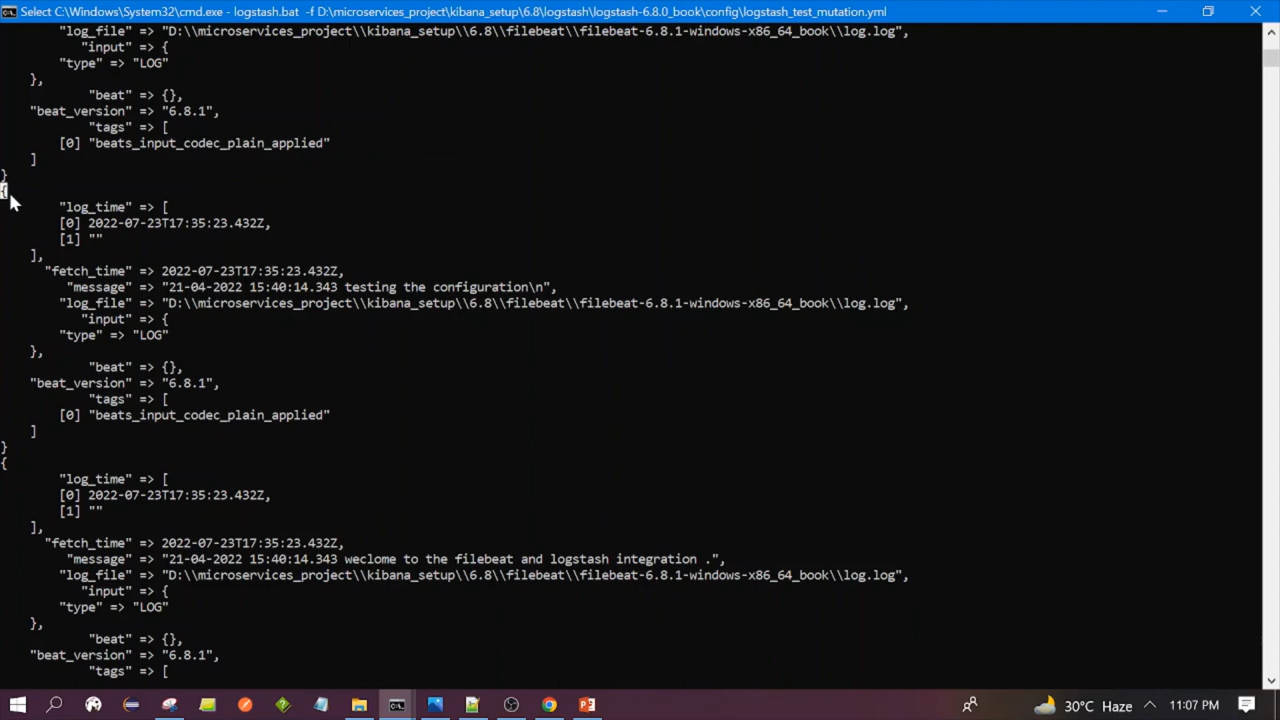 Select C:\Windows\System32\cmd.exe - logstash.bat -f D:\microservices_project\kibana_setup\6.8\logstash\logstash-6.8.0_book\config\logstash_test_mutation.yml
"log_file" => "D:\\microservices_project\\kibana_setup\\6.8\\filebeat\\filebeat-6.8.1-windows-x86_64_book\\log.log",
"input" => {
"type" => "LOG"
},
"beat" => {},
"beat_version" => "6.8.1",
"tags" => [
[0] "beats_input_codec_plain_applied"
]
}
{
"log_time" => [
[0] 2022-07-23T17:35:23.432Z,
[1] ""
],
"fetch_time" => 2022-07-23T17:35:23.432Z,
"message" => "21-04-2022 15:40:14.343 testing the configuration\n",
"log_file" => "D:\\microservices_project\\kibana_setup\\6.8\\filebeat\\filebeat-6.8.1-windows-x86_64_book\\log.log",
"input" => {
"type" => "LOG"
},
"beat" => {},
"beat_version" => "6.8.1",
"tags" => [
[0] "beats_input_codec_plain_applied"
]
}
{
"log_time" => [
[0] 2022-07-23T17:35:23.432Z,
[1] ""
],
"fetch_time" => 2022-07-23T17:35:23.432Z,
"message" => "21-04-2022 15:40:14.343 weclome to the filebeat and logstash integration .",
"log_file" => "D:\\microservices_project\\kibana_setup\\6.8\\filebeat\\filebeat-6.8.1-windows-x86_64_book\\log.log",
"input" => {
"type" => "LOG"
},
"beat" => {},
"beat_version" => "6.8.1",
"tags" => [
30°C Haze 11:07 PM